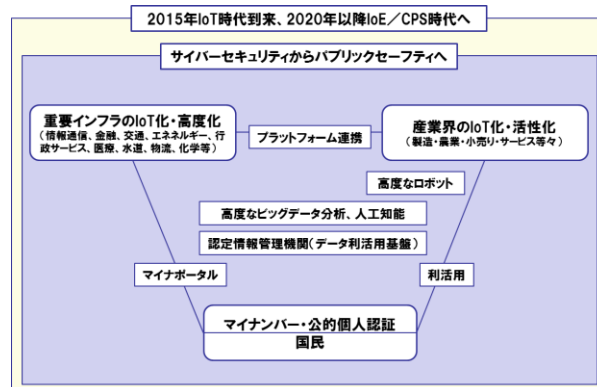 2015年IoT時代到来、2020年以降IoE／CPS時代へ
サイバーセキュリティからパブリックセーフティへ
重要インフラのIoT化・高度化
（情報通信、金融、交通、エネネルギー、行
政サービス、医療、水道、物流、化学等）
プラットフォーム連携
産業界のIoT化・活性化
（製造・農業・小売り・サービス等々）
高度なロボット
高度なビッグデータ分析、人工知能
認定情報管理機関（データ利活用基盤）
マイナポータル
利活用
マイナンバー・公的個人認証
国民